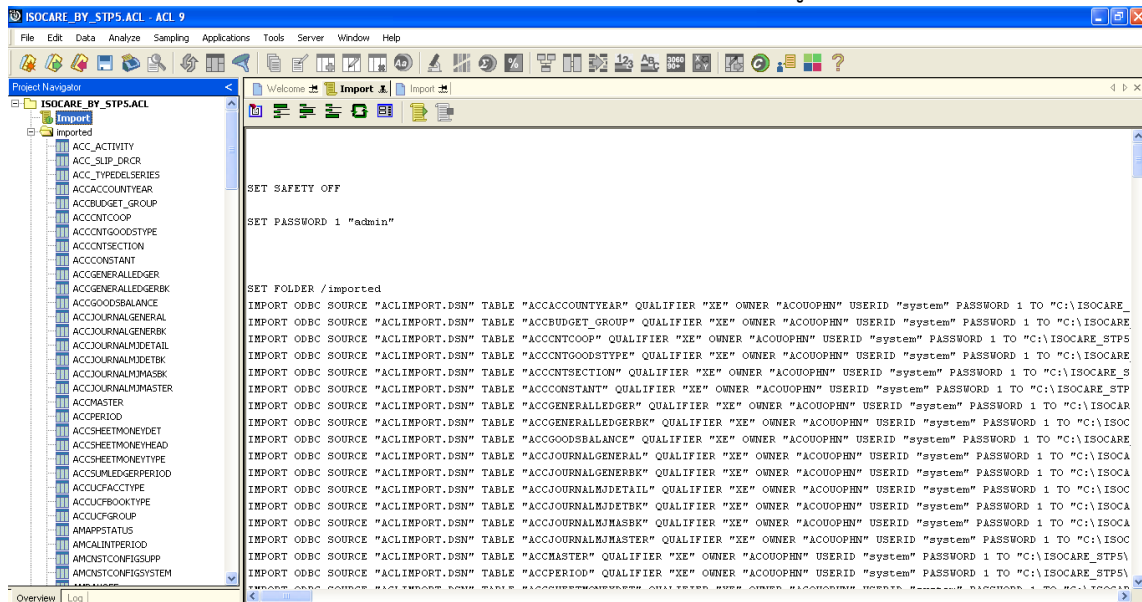 ISOCARE_BY_STP5.ACL - ACL 9
File Edit Data Analyze Sampling Applications Tools Server Window Help
Project Navigator <
Welcome Import Import
ISOCARE_BY_STP5.ACL
Import
imported
ACC_ACTIVITY
ACC_SLIP_DRCR
ACC_TYPEDELSERIES
ACCACCOUNTYEAR
ACCBUDGET_GROUP
ACCCNTCOOP
ACCCNTGOODSTYPE
ACCCNTSECTION
ACCCONSTANT
ACCGENERALLEDGER
ACCGENERALLEDGERBK
ACCGOODSBALANCE
ACCJOURNALGENERAL
ACCJOURNALGENERBK
ACCJOURNALMJDETAIL
ACCJOURNALMJDETBK
ACCJOURNALMJMASBK
ACCJOURNALMJMASTER
ACCMASTER
ACCPERIOD
ACCSHEETMONEYDET
ACCSHEETMONEYHEAD
ACCSHEETMONEYTYPE
ACCSUMLEDGERPERIOD
ACCUCFACCTYPE
ACCUCFBOOKTYPE
ACCUCFGROUP
AMAPPSTATUS
AMCALINTPERIOD
AMCNSTCONFIGSUPP
AMCNSTCONFIGSYSTEM
Overview Log
SET SAFETY OFF
SET PASSWORD 1 "admin"
SET FOLDER /imported
IMPORT ODBC SOURCE "ACLIMPORT.DSN" TABLE "ACCACCOUNTYEAR" QUALIFIER "XE" OWNER "ACOUOPHN" USERID "system" PASSWORD 1 TO "C:\ISOCARE_
IMPORT ODBC SOURCE "ACLIMPORT.DSN" TABLE "ACCBUDGET_GROUP" QUALIFIER "XE" OWNER "ACOUOPHN" USERID "system" PASSWORD 1 TO "C:\ISOCARE
IMPORT ODBC SOURCE "ACLIMPORT.DSN" TABLE "ACCCNTCOOP" QUALIFIER "XE" OWNER "ACOUOPHN" USERID "system" PASSWORD 1 TO "C:\ISOCARE_STP5
IMPORT ODBC SOURCE "ACLIMPORT.DSN" TABLE "ACCCNTGOODSTYPE" QUALIFIER "XE" OWNER "ACOUOPHN" USERID "system" PASSWORD 1 TO "C:\ISOCARE
IMPORT ODBC SOURCE "ACLIMPORT.DSN" TABLE "ACCCNTSECTION" QUALIFIER "XE" OWNER "ACOUOPHN" USERID "system" PASSWORD 1 TO "C:\ISOCARE_S
IMPORT ODBC SOURCE "ACLIMPORT.DSN" TABLE "ACCCONSTANT" QUALIFIER "XE" OWNER "ACOUOPHN" USERID "system" PASSWORD 1 TO "C:\ISOCARE_STP
IMPORT ODBC SOURCE "ACLIMPORT.DSN" TABLE "ACCGENERALLEDGER" QUALIFIER "XE" OWNER "ACOUOPHN" USERID "system" PASSWORD 1 TO "C:\ISOCAR
IMPORT ODBC SOURCE "ACLIMPORT.DSN" TABLE "ACCGENERALLEDGERBK" QUALIFIER "XE" OWNER "ACOUOPHN" USERID "system" PASSWORD 1 TO "C:\ISOC
IMPORT ODBC SOURCE "ACLIMPORT.DSN" TABLE "ACCGOODSBALANCE" QUALIFIER "XE" OWNER "ACOUOPHN" USERID "system" PASSWORD 1 TO "C:\ISOCARE
IMPORT ODBC SOURCE "ACLIMPORT.DSN" TABLE "ACCJOURNALGENERAL" QUALIFIER "XE" OWNER "ACOUOPHN" USERID "system" PASSWORD 1 TO "C:\ISOCA
IMPORT ODBC SOURCE "ACLIMPORT.DSN" TABLE "ACCJOURNALGENERBK" QUALIFIER "XE" OWNER "ACOUOPHN" USERID "system" PASSWORD 1 TO "C:\ISOCA
IMPORT ODBC SOURCE "ACLIMPORT.DSN" TABLE "ACCJOURNALMJDETAIL" QUALIFIER "XE" OWNER "ACOUOPHN" USERID "system" PASSWORD 1 TO "C:\ISOC
IMPORT ODBC SOURCE "ACLIMPORT.DSN" TABLE "ACCJOURNALMJDETBK" QUALIFIER "XE" OWNER "ACOUOPHN" USERID "system" PASSWORD 1 TO "C:\ISOCA
IMPORT ODBC SOURCE "ACLIMPORT.DSN" TABLE "ACCJOURNALMJMASBK" QUALIFIER "XE" OWNER "ACOUOPHN" USERID "system" PASSWORD 1 TO "C:\ISOCA
IMPORT ODBC SOURCE "ACLIMPORT.DSN" TABLE "ACCJOURNALMJMASTER" QUALIFIER "XE" OWNER "ACOUOPHN" USERID "system" PASSWORD 1 TO "C:\ISOC
IMPORT ODBC SOURCE "ACLIMPORT.DSN" TABLE "ACCMASTER" QUALIFIER "XE" OWNER "ACOUOPHN" USERID "system" PASSWORD 1 TO "C:\ISOCARE_STP5\
IMPORT ODBC SOURCE "ACLIMPORT.DSN" TABLE "ACCPERIOD" QUALIFIER "XE" OWNER "ACOUOPHN" USERID "system" PASSWORD 1 TO "C:\ISOCARE_STP5\